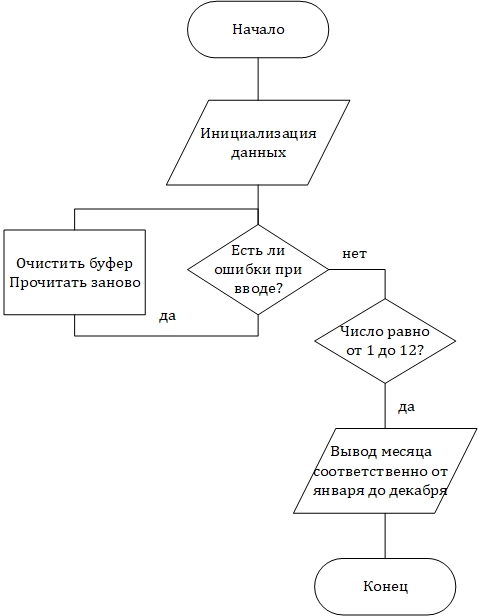 Начало
Инициализация
данных
Есть ли
ошибки при
вводе?
нет
Очистить буфер
Прочитать заново
да
Число равно
от 1 до 12?
да
Вывод месяца
соответственно от
января до декабря
Конец